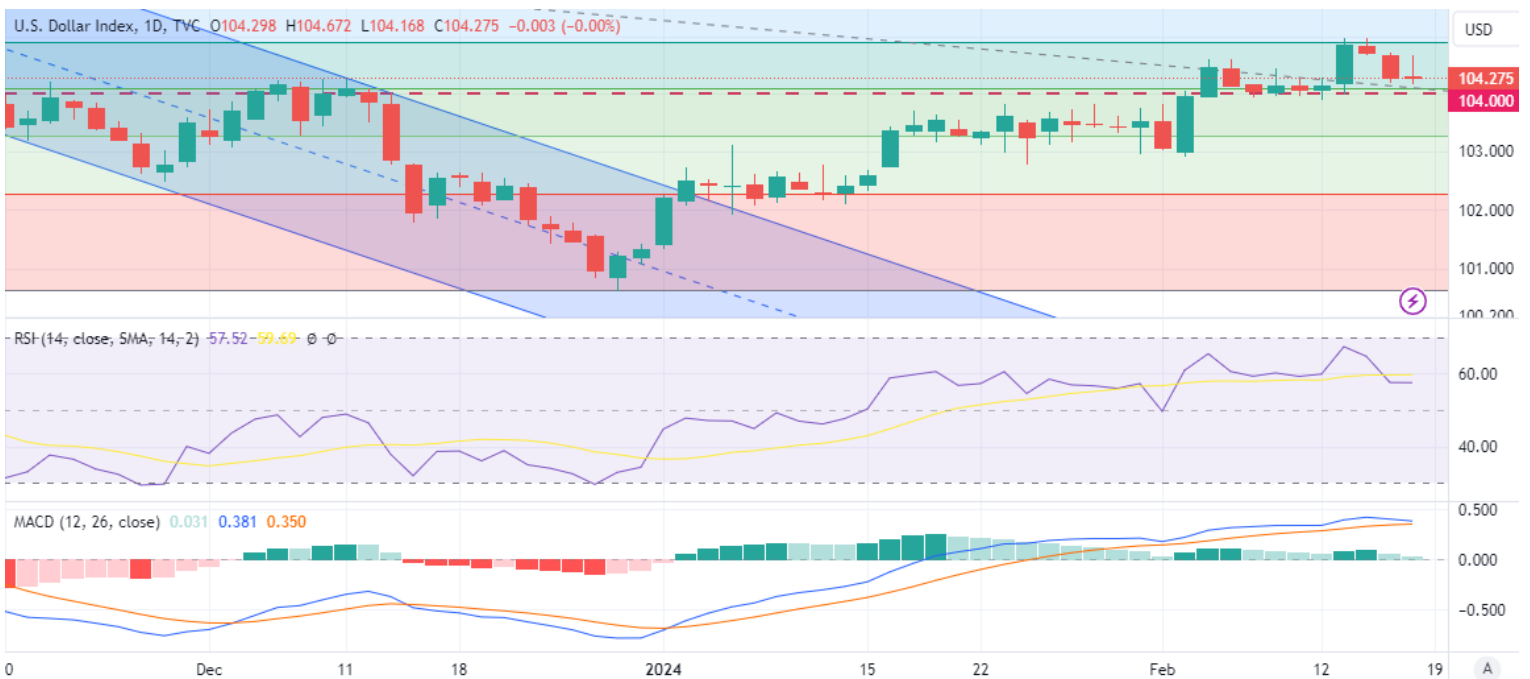 U.S. Dollar Index, 1D, TVC O104.298 H104.672 L104.168 C104.275 −0.003 (−0.00%)
USD
104.275
104.000
103.000
102.000
101.000
100.200
RSI (14, close, SMA, 14, 2) 57.52 59.69 Ø Ø
60.00
40.00
MACD (12, 26, close) 0.031 0.381 0.350
0.500
0.000
−0.500
0 Dec 11 18 2024 15 22 Feb 12 19 A